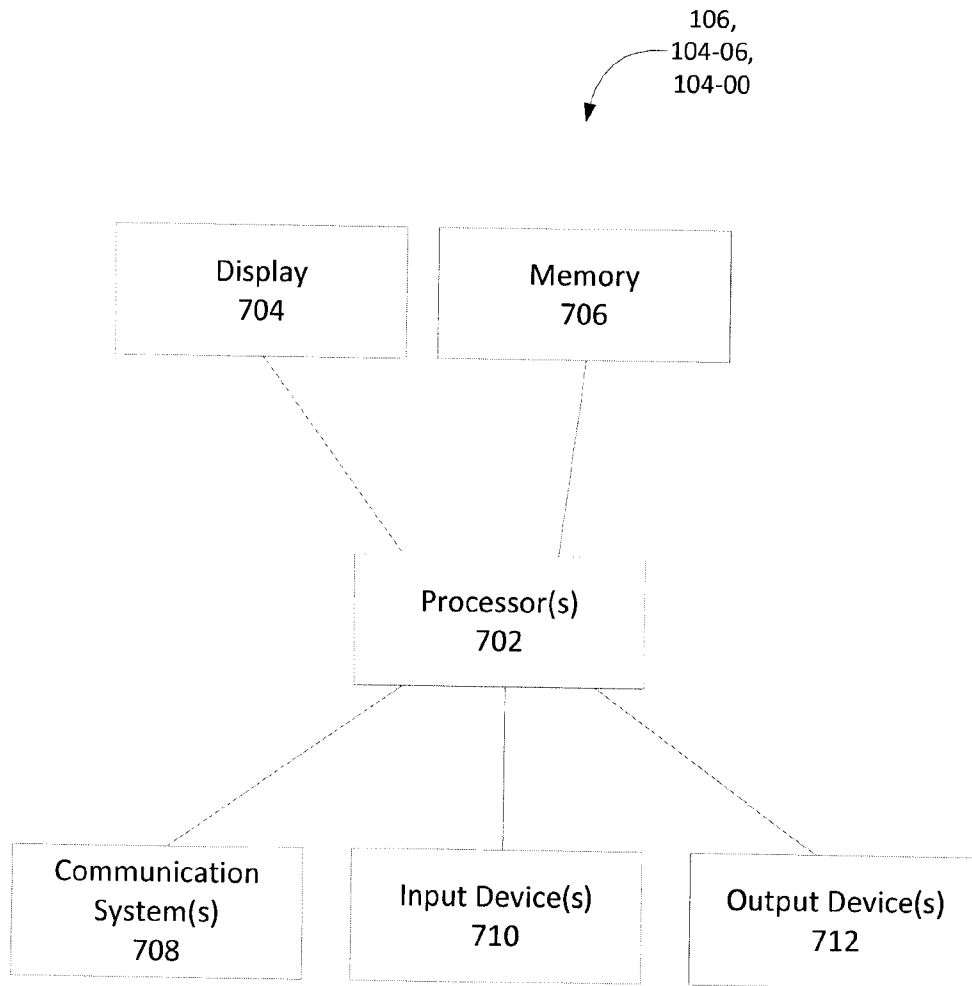 106,
104-06,
104-00
Display
704
Memory
706
Processor(s)
702
Communication
System(s)
708
Input Device(s)
710
Output Device(s)
712